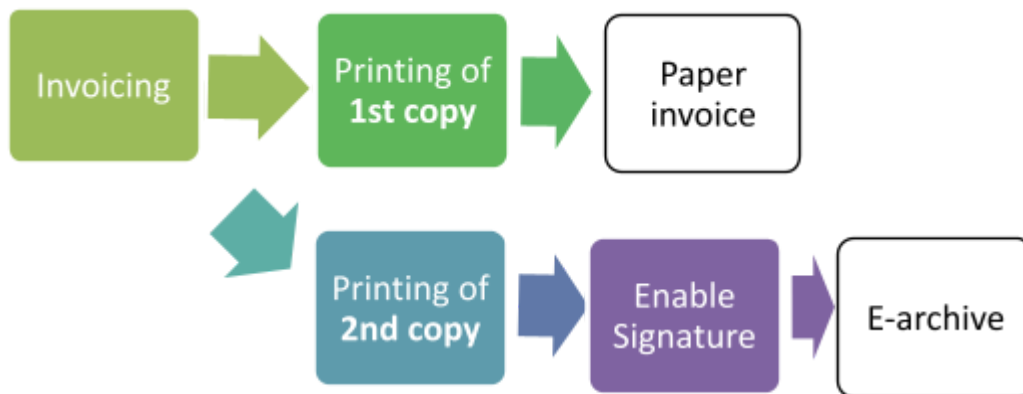 Invoicing
Printing of
1st copy
Paper
invoice
Printing of
2nd copy
Enable
Signature
E-archive